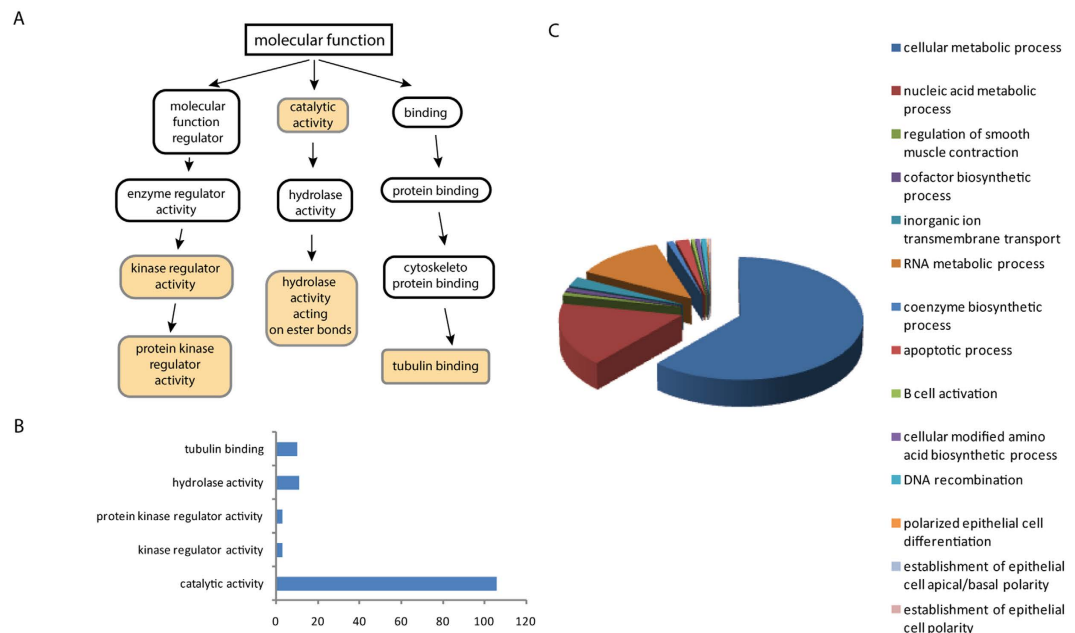 A
molecular function
molecular
function
regulator
catalytic
activity
binding
enzyme regulator
activity
hydrolase
activity
protein binding
kinase regulator
activity
hydrolase
activity
acting
on ester bonds
cytoskeleto
protein binding
protein kinase
regulator
activity
tubulin binding
B
tubulin binding
hydrolase activity
protein kinase regulator activity
kinase regulator activity
catalytic activity
0 20 40 60 80 100 120
C
cellular metabolic process
nucleic acid metabolic
process
regulation of smooth
muscle contraction
cofactor biosynthetic
process
inorganic ion
transmembrane transport
RNA metabolic process
coenzyme biosynthetic
process
apoptotic process
B cell activation
cellular modified amino
acid biosynthetic process
DNA recombination
polarized epithelial cell
differentiation
establishment of epithelial
cell apical/basal polarity
establishment of epithelial
cell polarity